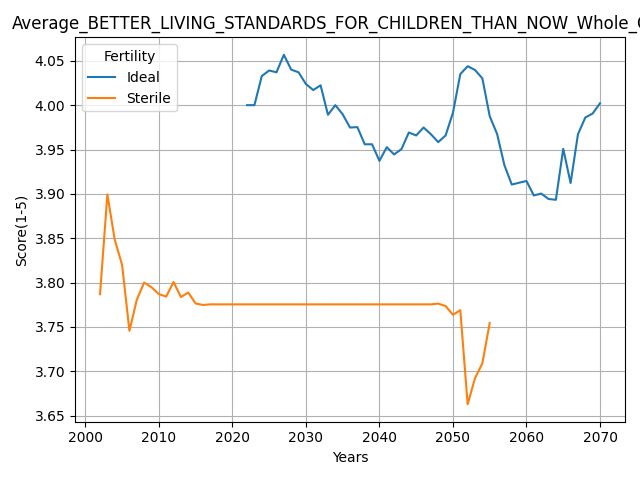 Average_BETTER_LIVING_STANDARDS_FOR_CHILDREN_THAN_NOW_Whole_
Fertility
Ideal
Sterile
Score(1-5)
4.05
4.00
3.95
3.90
3.85
3.80
3.75
3.70
3.65
2000 2010 2020 2030 2040 2050 2060 2070
Years